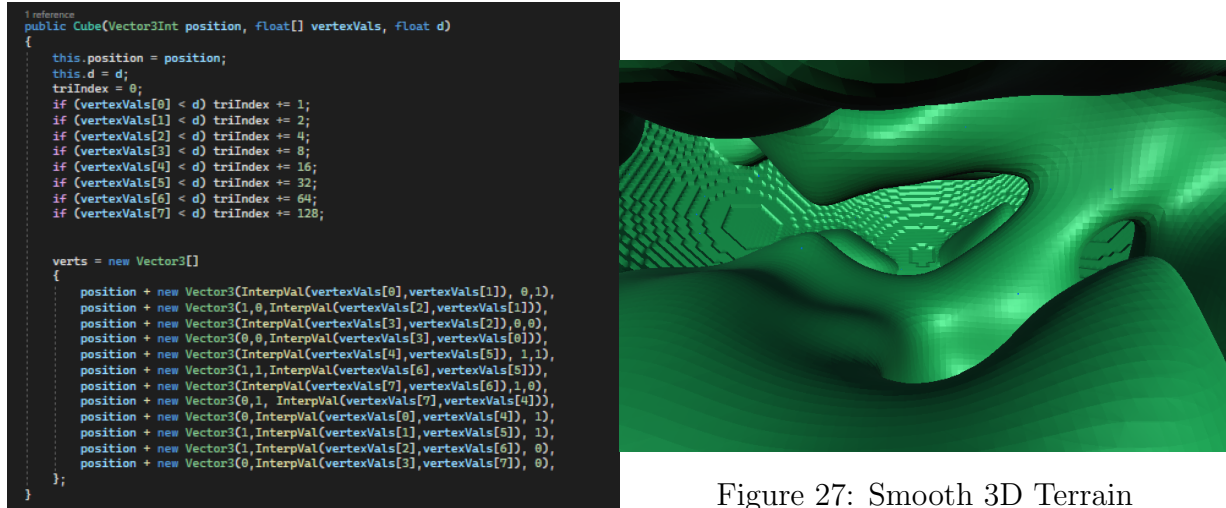 1 reference
public Cube(Vector3Int position, float[] vertexVals, float d)
{
this.position = position;
this.d = d;
triIndex = 0;
if (vertexVals[0] < d) triIndex += 1;
if (vertexVals[1] < d) triIndex += 2;
if (vertexVals[2] < d) triIndex += 4;
if (vertexVals[3] < d) triIndex += 8;
if (vertexVals[4] < d) triIndex += 16;
if (vertexVals[5] < d) triIndex += 32;
if (vertexVals[6] < d) triIndex += 64;
if (vertexVals[7] < d) triIndex += 128;
verts = new Vector3[]
{
position + new Vector3(InterpVal(vertexVals[0],vertexVals[1]), 0,1),
position + new Vector3(1,0,InterpVal(vertexVals[2],vertexVals[1])),
position + new Vector3(InterpVal(vertexVals[3],vertexVals[2]),0,0),
position + new Vector3(0,0,InterpVal(vertexVals[3],vertexVals[0])),
position + new Vector3(InterpVal(vertexVals[4],vertexVals[5]), 1,1),
position + new Vector3(1,1,InterpVal(vertexVals[6],vertexVals[5])),
position + new Vector3(InterpVal(vertexVals[7],vertexVals[6]),1,0),
position + new Vector3(0,1, InterpVal(vertexVals[7],vertexVals[4])),
position + new Vector3(0,InterpVal(vertexVals[0],vertexVals[4]), 1),
position + new Vector3(1,InterpVal(vertexVals[1],vertexVals[5]), 1),
position + new Vector3(1,InterpVal(vertexVals[2],vertexVals[6]), 0),
position + new Vector3(0,InterpVal(vertexVals[3],vertexVals[7]), 0),
};
}
Figure 27: Smooth 3D Terrain